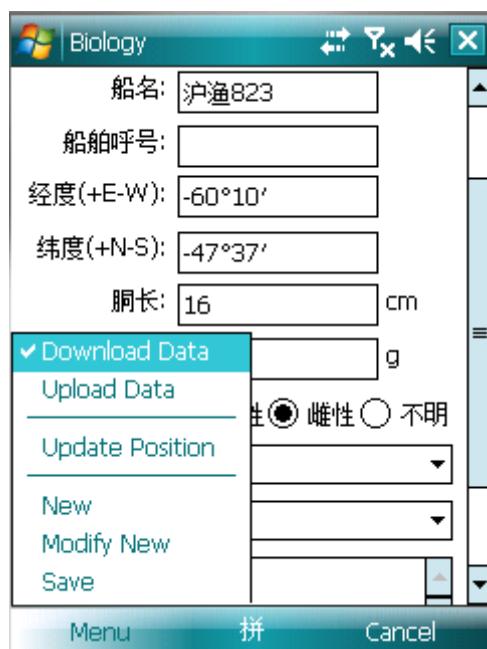 Biology
船名: 沪渔823
船舶呼号:
经度(+E-W): -60°10′
纬度(+N-S): -47°37′
胴长: 16 cm
g
Download Data
Upload Data
性 雌性 不明
Update Position
New
Modify New
Save
Menu 拼 Cancel